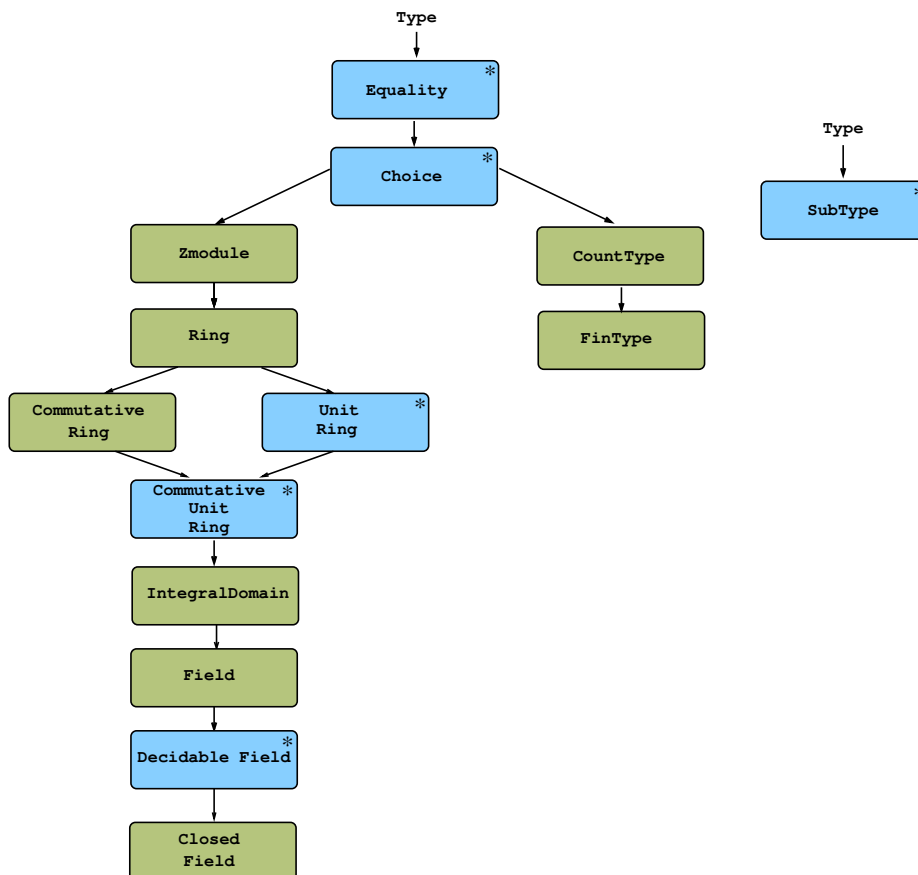 Type
*
Equality
Type
*
Choice
*
SubType
Zmodule
CountType
Ring
FinType
Commutative
Ring
*
Unit
Ring
Commutative *
Unit
Ring
IntegralDomain
Field
*
Decidable Field
Closed
Field